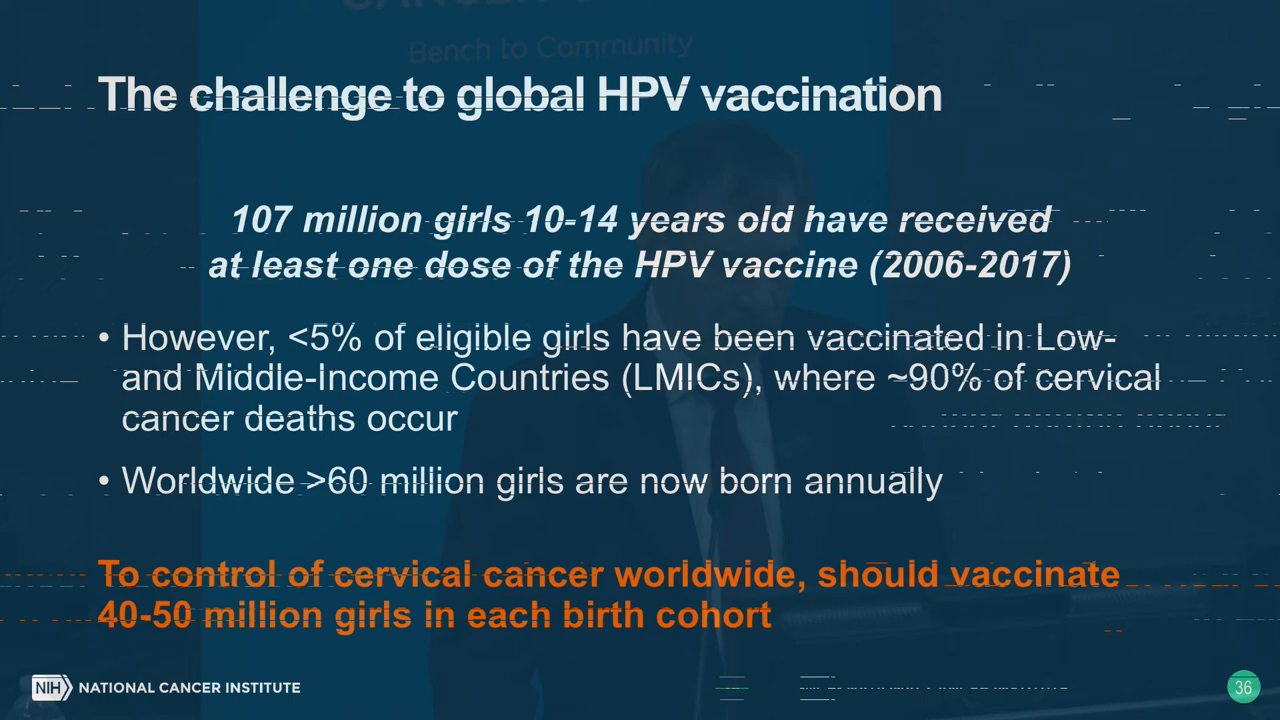 Bench to Community
The challenge to global HPV vaccination
107 million girls 10-14 years old have received
at least one dose of the HPV vaccine (2006-2017)
• However, <5% of eligible girls have been vaccinated in Low-
and Middle-Income Countries (LMICs), where ~90% of cervical
cancer deaths occur
• Worldwide >60 million girls are now born annually
To control of cervical cancer worldwide, should vaccinate
40-50 million girls in each birth cohort
NIH NATIONAL CANCER INSTITUTE
36